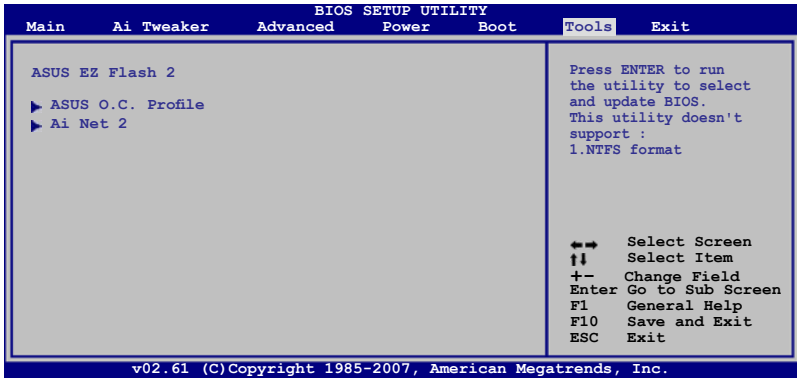 BIOS SETUP UTILITY
Main Ai Tweaker Advanced Power Boot Tools Exit
ASUS EZ Flash 2
ASUS O.C. Profile
Ai Net 2
Press ENTER to run
the utility to select
and update BIOS.
This utility doesn't
support :
1.NTFS format
Select Screen
Select Item
+- Change Field
Enter Go to Sub Screen
F1 General Help
F10 Save and Exit
ESC Exit
v02.61 (C)Copyright 1985-2007, American Megatrends, Inc.